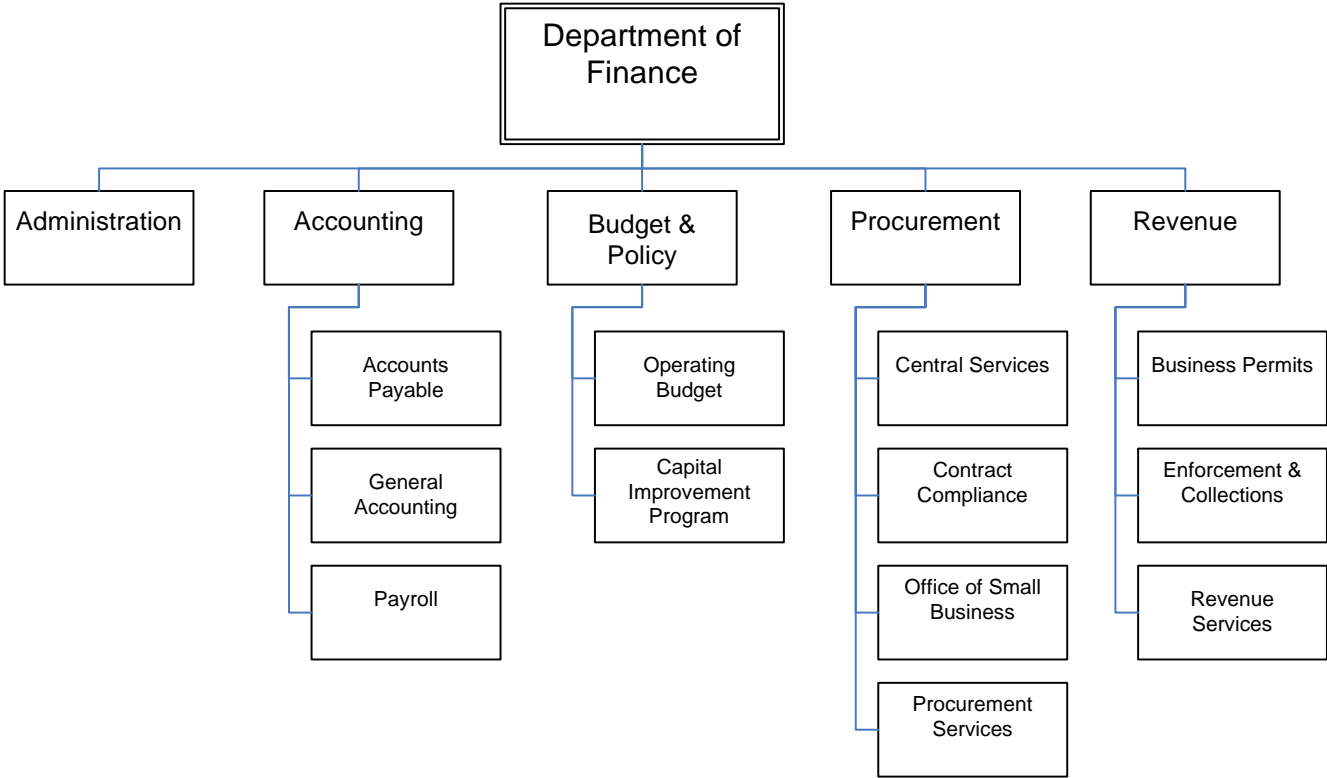 Department of
Finance
Administration
Accounting
Budget &
Policy
Procurement
Revenue
Accounts
Payable
General
Accounting
Payroll
Operating
Budget
Capital
Improvement
Program
Central Services
Contract
Compliance
Office of Small
Business
Procurement
Services
Business Permits
Enforcement &
Collections
Revenue
Services